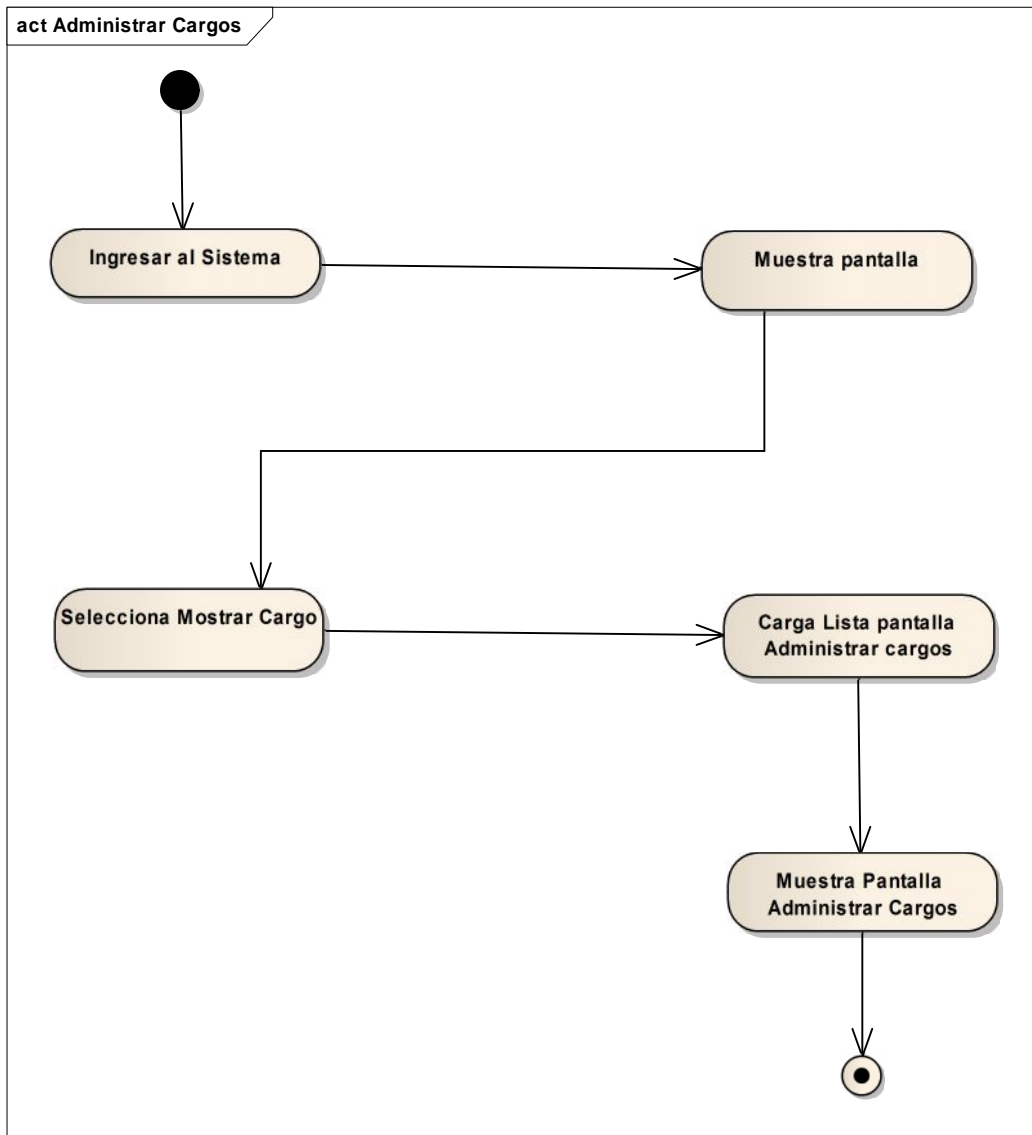 act Administrar Cargos
Ingresar al Sistema
Muestra pantalla
Selecciona Mostrar Cargo
Carga Lista pantalla
Administrar cargos
Muestra Pantalla
Administrar Cargos